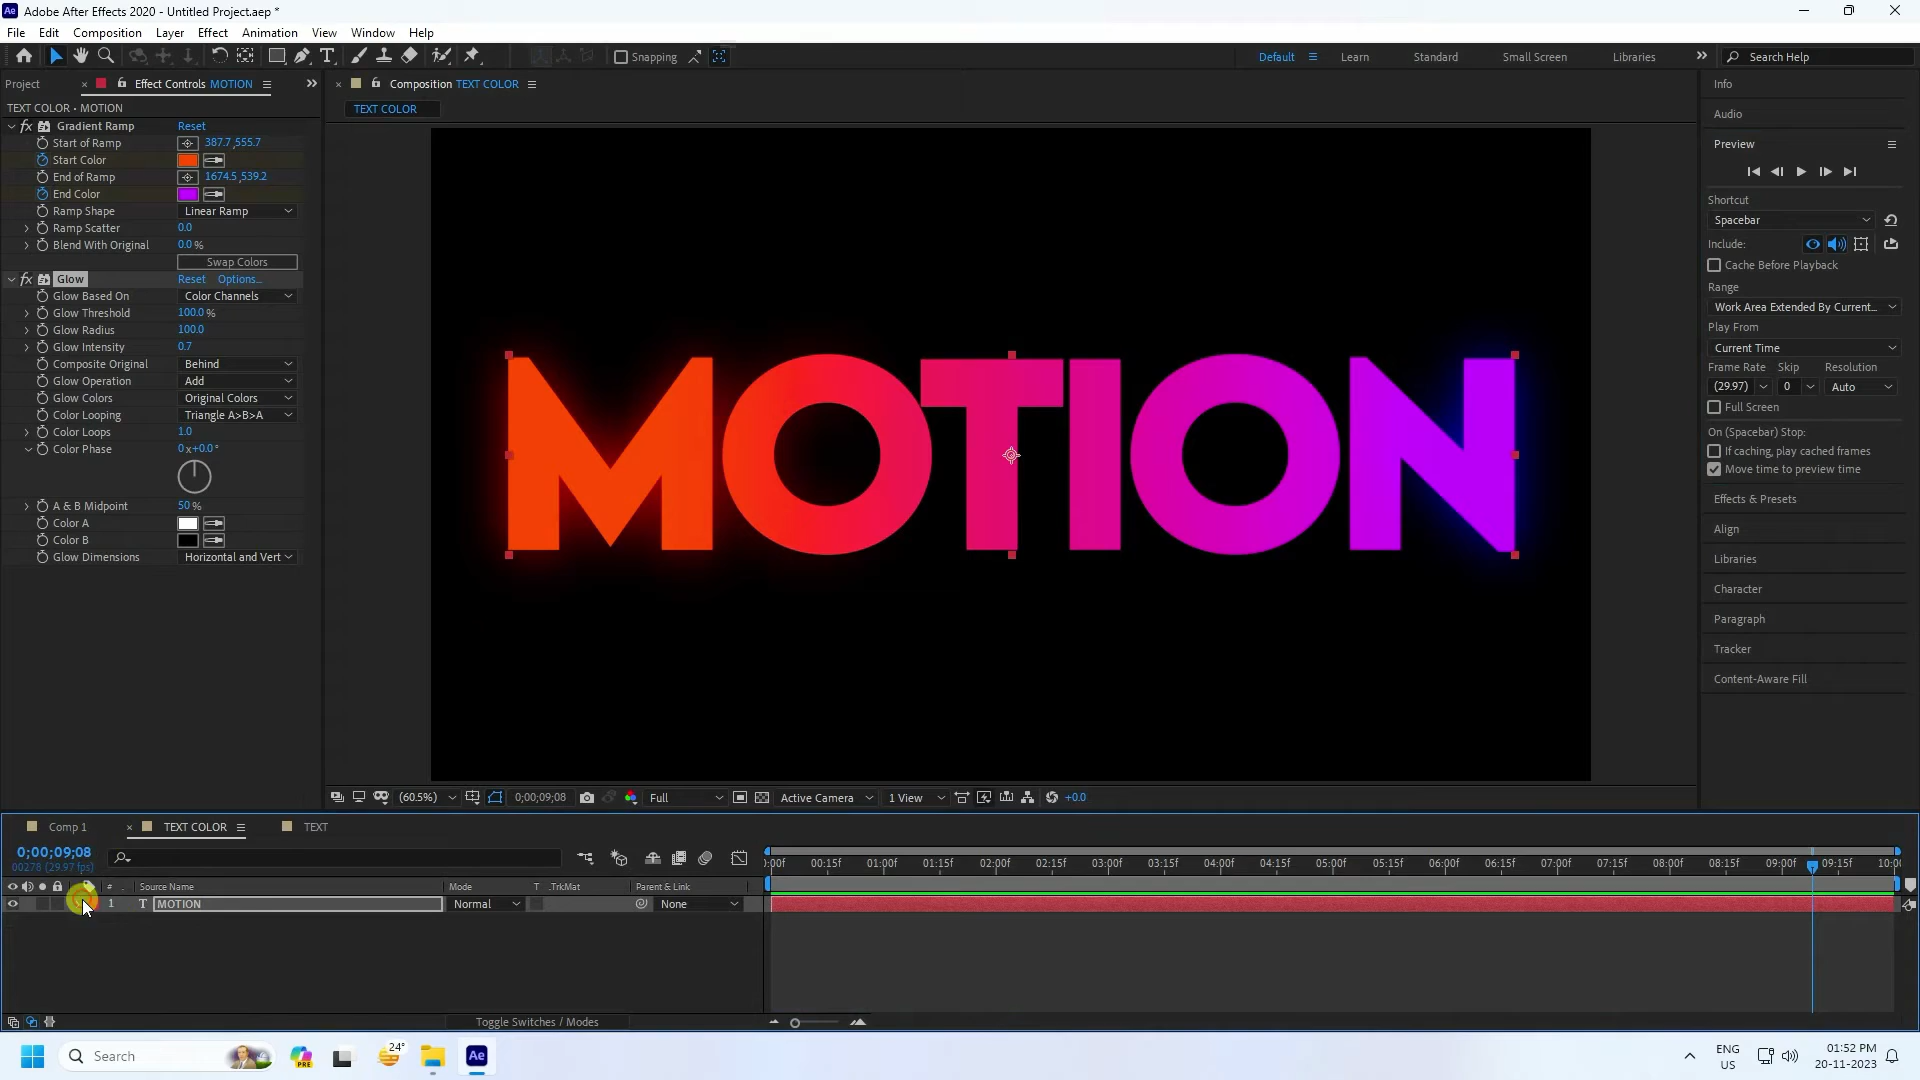 Adobe After Effects 2020 - Untitled Project.aep *
File Edit Composition Layer Effect Animation View Window Help
Snapping
Default Learn Standard Small Screen Libraries Search Help
Project Effect Controls MOTION
TEXT COLOR • MOTION
fx Gradient Ramp Reset
Start of Ramp 387.7,555.7
Start Color
End of Ramp 1674.5,539.2
End Color
Ramp Shape Linear Ramp
Ramp Scatter 0.0
Blend With Original 0.0 %
Swap Colors
fx Glow Reset Options...
Glow Based On Color Channels
Glow Threshold 100.0 %
Glow Radius 100.0
Glow Intensity 0.7
Composite Original Behind
Glow Operation Add
Glow Colors Original Colors
Color Looping Triangle A>B>A
Color Loops 1.0
Color Phase 0x+0.0°
A & B Midpoint 50 %
Color A
Color B
Glow Dimensions Horizontal and Vert
Composition TEXT COLOR
TEXT COLOR
MOTION
(60.5%) 0;00;09;08 Full Active Camera 1 View +0.0
Info
Audio
Preview
Shortcut
Spacebar
Include:
Cache Before Playback
Range
Work Area Extended By Current...
Play From
Current Time
Frame Rate Skip Resolution
(29.97) 0 Auto
Full Screen
On (Spacebar) Stop:
If caching, play cached frames
Move time to preview time
Effects & Presets
Align
Libraries
Character
Paragraph
Tracker
Content-Aware Fill
Comp 1 TEXT COLOR TEXT
0;00;09;08
00278 (29.97 fps)
# Source Name Mode T .TrkMat Parent & Link
1 T MOTION Normal None
):00f 00:15f 01:00f 01:15f 02:00f 02:15f 03:00f 03:15f 04:00f 04:15f 05:00f 05:15f 06:00f 06:15f 07:00f 07:15f 08:00f 08:15f 09:00f 09:15f 10:0
Toggle Switches / Modes
Search PRE 24° Ae
ENG
US
01:52 PM
20-11-2023